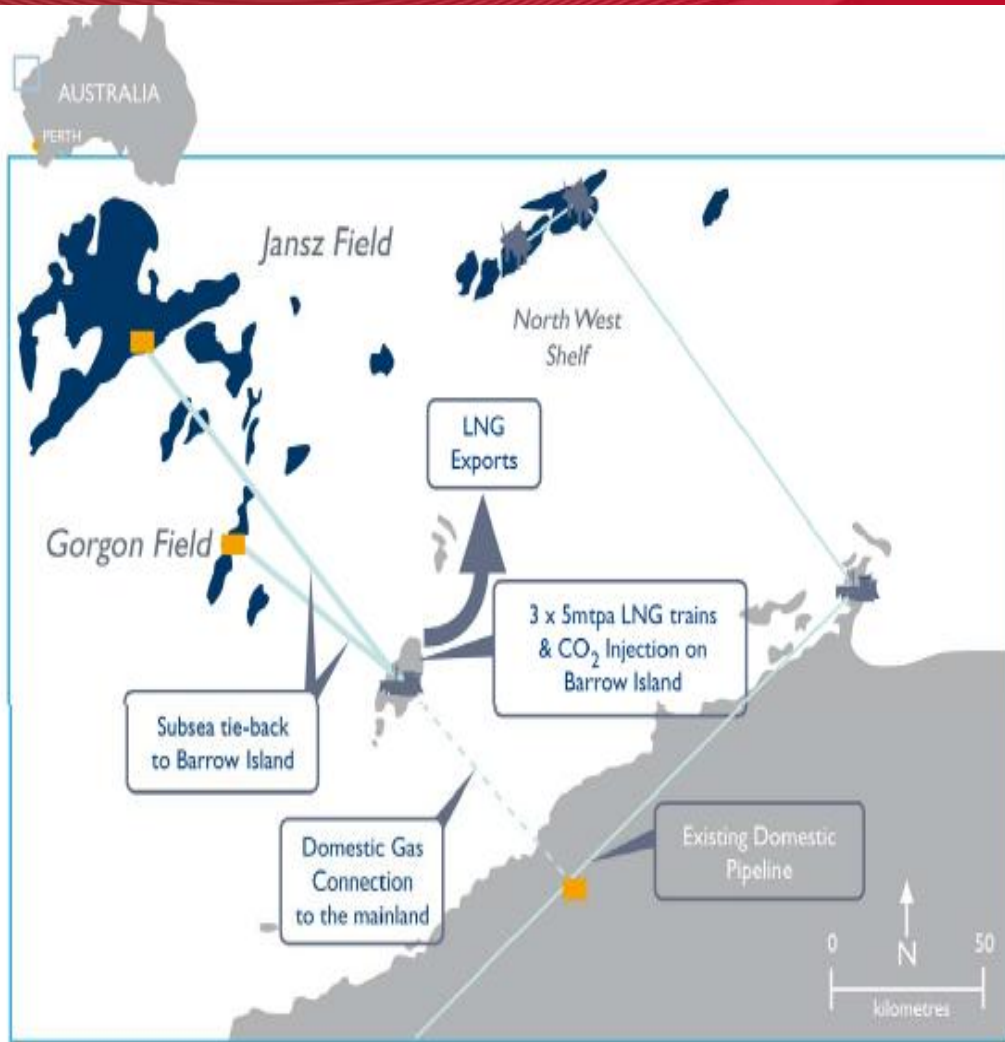 AUSTRALIA
PERTH
Jansz Field
North West
Shelf
LNG
Exports
Gorgon Field
3 x 5mtpa LNG trains
& CO₂ Injection on
Barrow Island
Subsea tie-back
to Barrow Island
Domestic Gas
Connection
to the mainland
Existing Domestic
Pipeline
0
50
N
kilometres